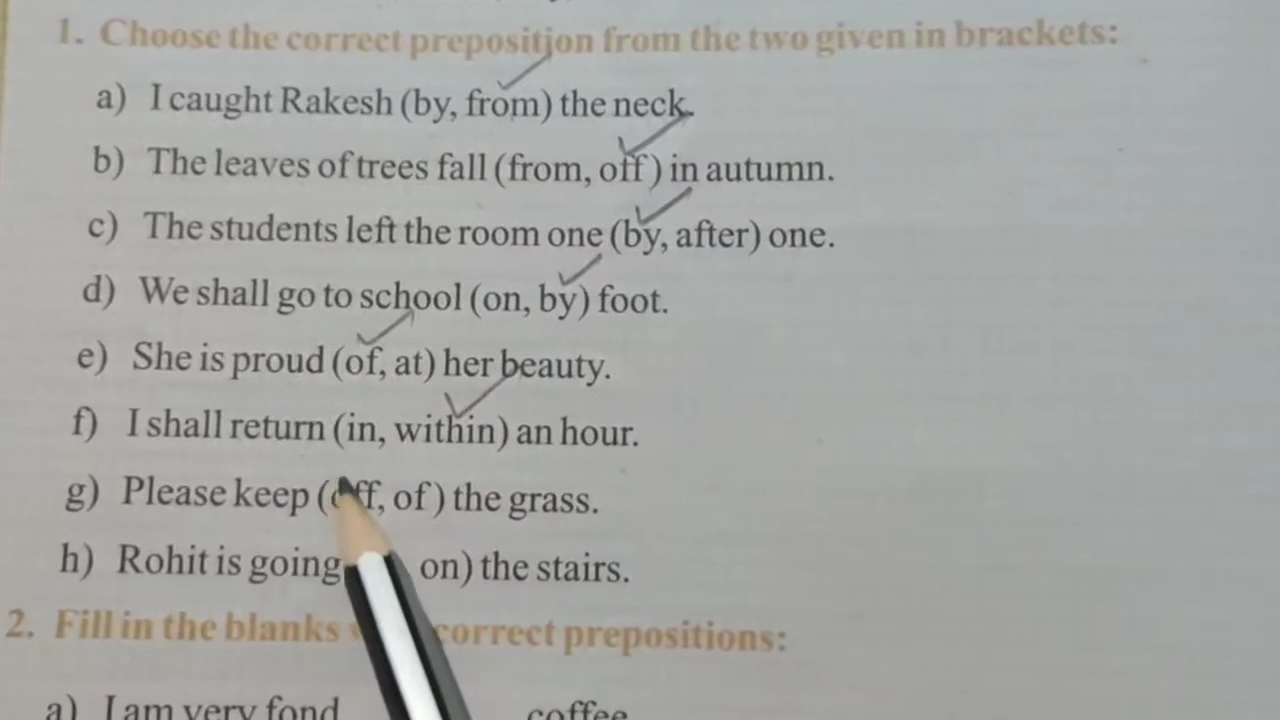 1. Choose the correct preposition from the two given in brackets:
a) I caught Rakesh (by, from) the neck.
b) The leaves of trees fall (from, off) in autumn.
c) The students left the room one (by, after) one.
d) We shall go to school (on, by) foot.
e) She is proud (of, at) her beauty.
f) I shall return (in, within) an hour.
g) Please keep (off, of) the grass.
h) Rohit is going on) the stairs.
2. Fill in the blanks correct prepositions:
a) I am very fond coffee